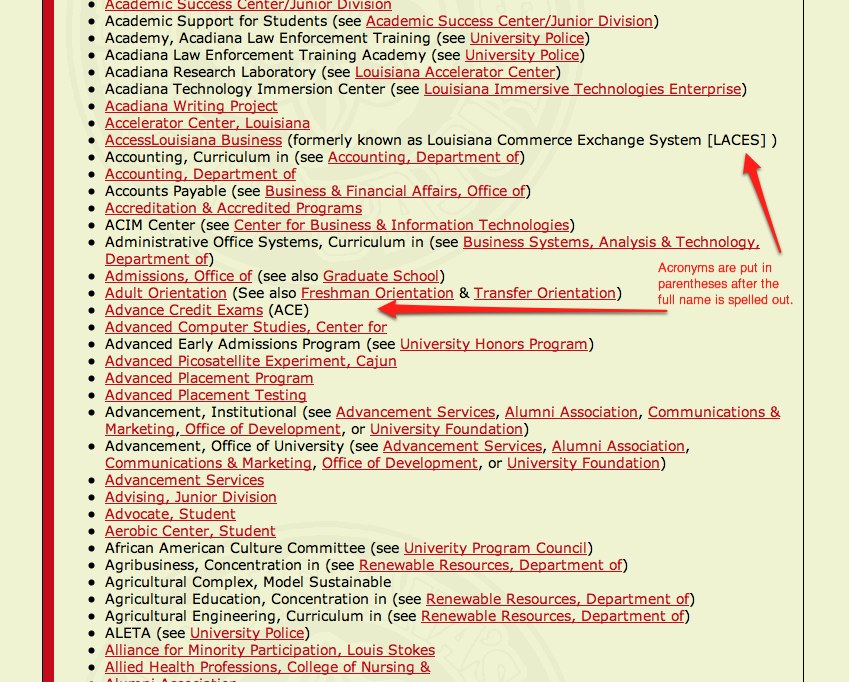 Academic Success Center/Junior Division
Academic Support for Students (see Academic Success Center/Junior Division)
Academy, Acadiana Law Enforcement Training (see University Police)
Acadiana Law Enforcement Training Academy (see University Police)
Acadiana Research Laboratory (see Louisiana Accelerator Center)
Acadiana Technology Immersion Center (see Louisiana Immersive Technologies Enterprise)
Acadiana Writing Project
Accelerator Center, Louisiana
AccessLouisiana Business (formerly known as Louisiana Commerce Exchange System [LACES] )
Accounting, Curriculum in (see Accounting, Department of)
Accounting, Department of
Accounts Payable (see Business & Financial Affairs, Office of)
Accreditation & Accredited Programs
ACIM Center (see Center for Business & Information Technologies)
Administrative Office Systems, Curriculum in (see Business Systems, Analysis & Technology,
Department of)
Admissions, Office of (see also Graduate School)
Adult Orientation (See also Freshman Orientation & Transfer Orientation)
Advance Credit Exams (ACE)
Acronyms are put in
parentheses after the
full name is spelled out.
Advanced Computer Studies, Center for
Advanced Early Admissions Program (see University Honors Program)
Advanced Picosatellite Experiment, Cajun
Advanced Placement Program
Advanced Placement Testing
Advancement, Institutional (see Advancement Services, Alumni Association, Communications &
Marketing, Office of Development, or University Foundation)
Advancement, Office of University (see Advancement Services, Alumni Association,
Communications & Marketing, Office of Development, or University Foundation)
Advancement Services
Advising, Junior Division
Advocate, Student
Aerobic Center, Student
African American Culture Committee (see Univerity Program Council)
Agribusiness, Concentration in (see Renewable Resources, Department of)
Agricultural Complex, Model Sustainable
Agricultural Education, Concentration in (see Renewable Resources, Department of)
Agricultural Engineering, Curriculum in (see Renewable Resources, Department of)
ALETA (see University Police)
Alliance for Minority Participation, Louis Stokes
Allied Health Professions, College of Nursing &
Alumni Association